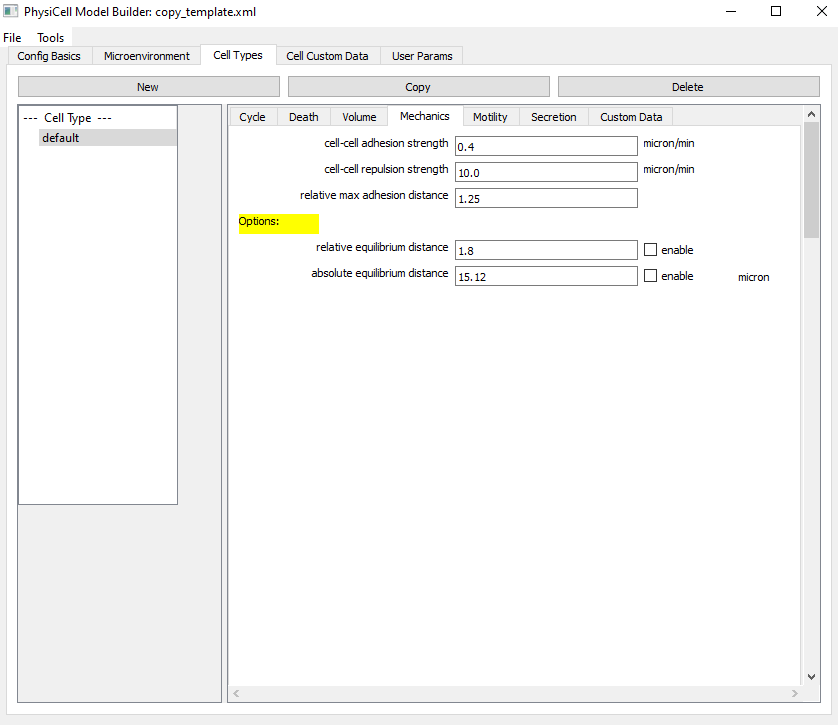 PhysiCell Model Builder: copy_template.xml
File Tools
Config Basics Microenvironment Cell Types Cell Custom Data User Params
New Copy Delete
--- Cell Type ---
default
Cycle Death Volume Mechanics Motility Secretion Custom Data
cell-cell adhesion strength 0.4 micron/min
cell-cell repulsion strength 10.0 micron/min
relative max adhesion distance 1.25
Options:
relative equilibrium distance 1.8 enable
absolute equilibrium distance 15.12 enable micron